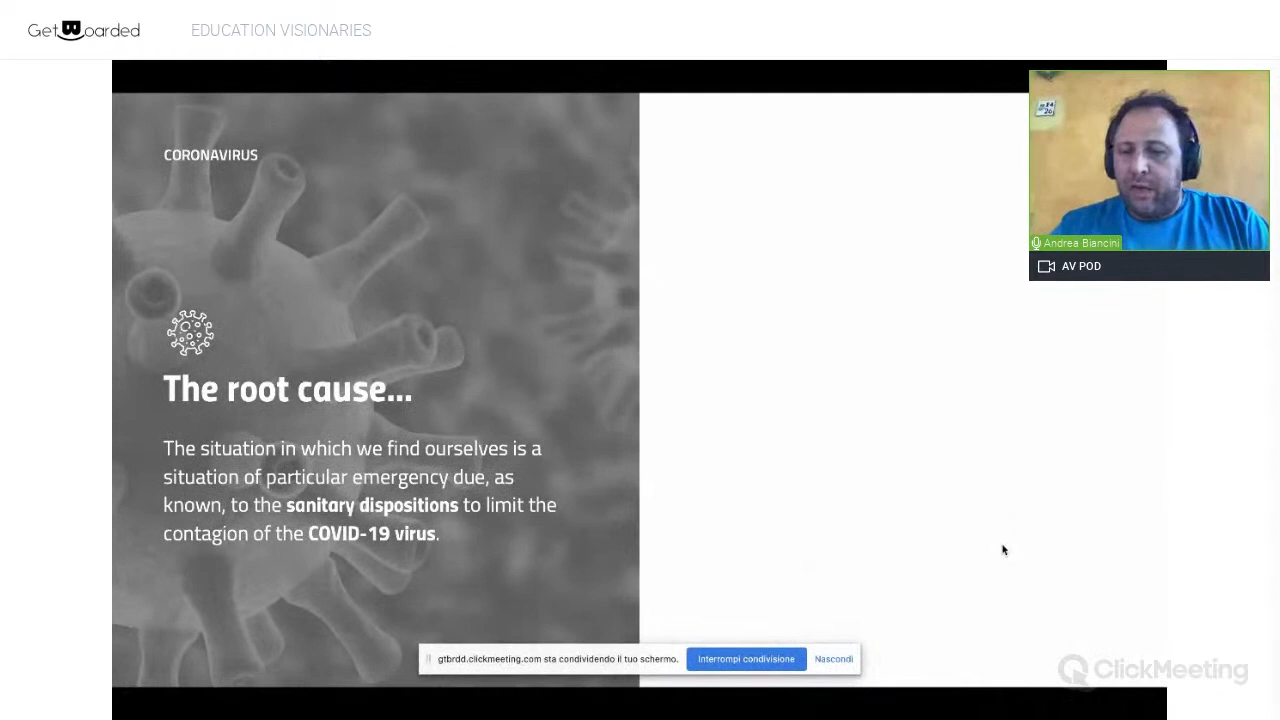 GetBoarded
EDUCATION VISIONARIES
CORONAVIRUS
The root cause...
The situation in which we find ourselves is a
situation of particular emergency due, as
known, to the sanitary dispositions to limit the
contagion of the COVID-19 virus.
Andrea Biancini
AV POD
gtbrdd.clickmeeting.com sta condividendo il tuo schermo.
Interrompi condivisione
Nascondi
ClickMeeting